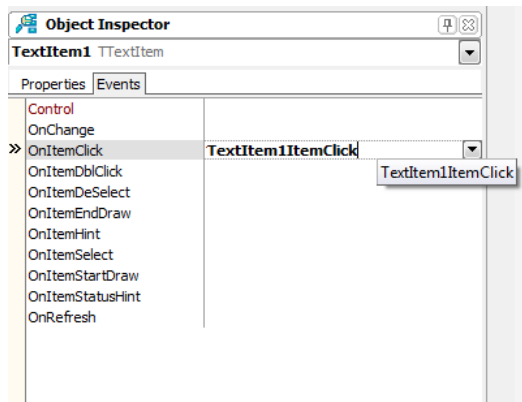 Object Inspector
TextItem1 TTextItem
Properties Events
Control
OnChange
» OnItemClick TextItem1ItemClick
OnItemDblClick TextItem1ItemClick
OnItemDeSelect
OnItemEndDraw
OnItemHint
OnItemSelect
OnItemStartDraw
OnItemStatusHint
OnRefresh